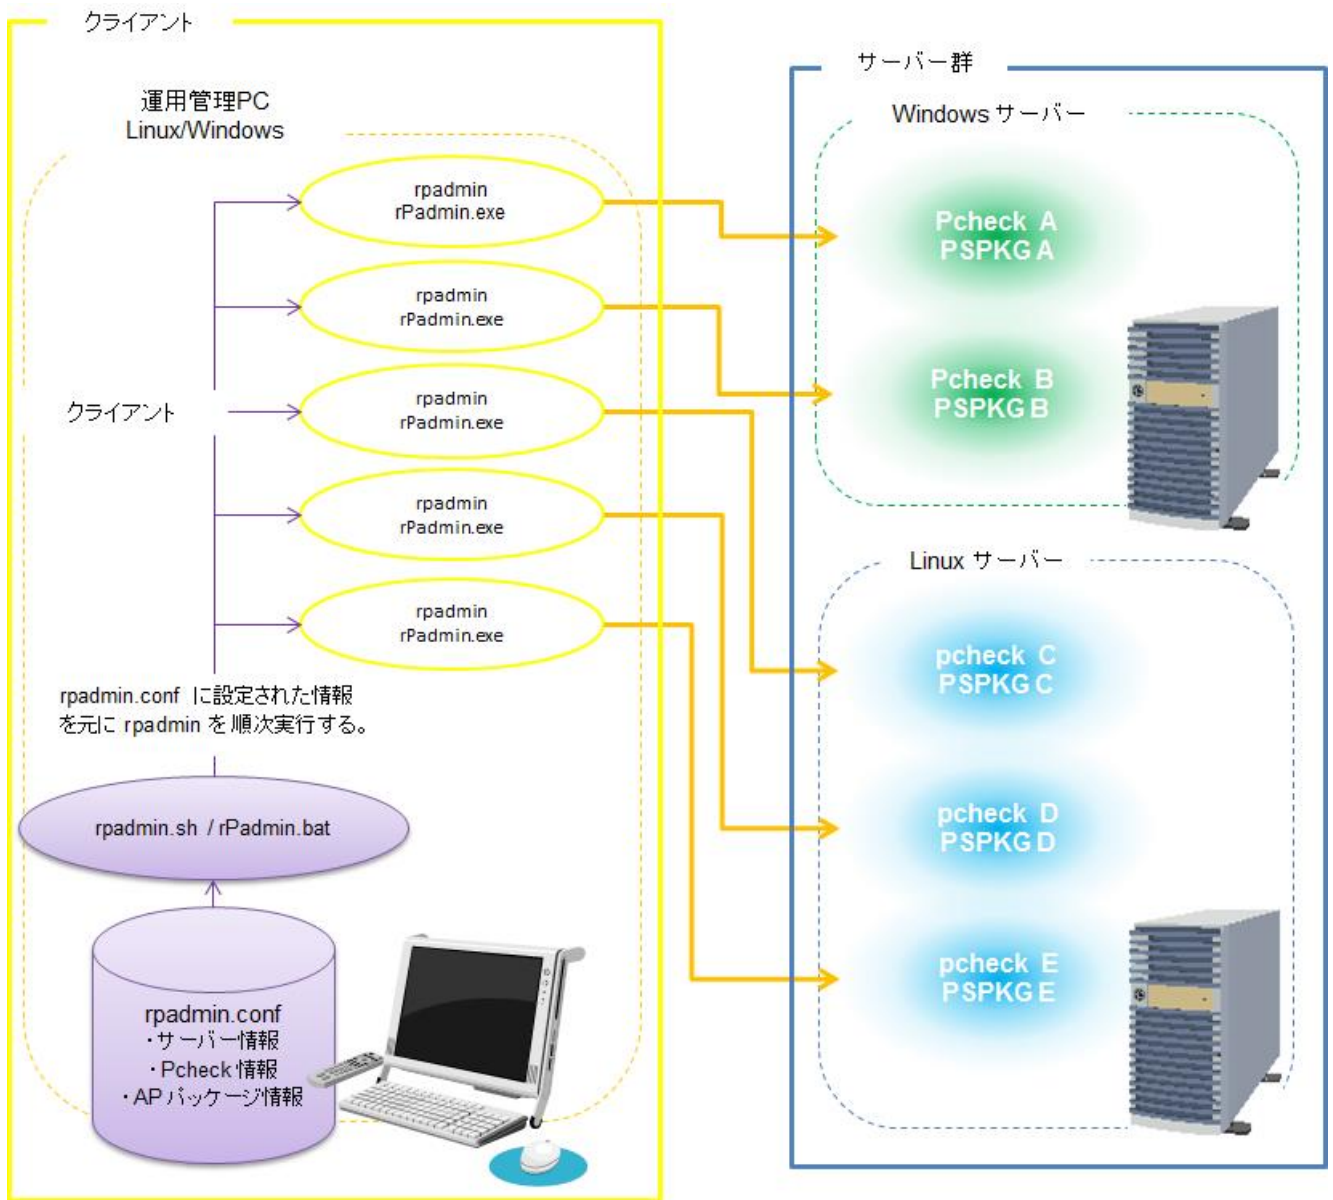 クライアント
運用管理PC
Linux/Windows
rpadmin
rPadmin.exe
rpadmin
rPadmin.exe
クライアント
rpadmin
rPadmin.exe
rpadmin
rPadmin.exe
rpadmin
rPadmin.exe
rpadmin.conf に設定された情報
を元に rpadmin を順次実行する。
rpadmin.sh / rPadmin.bat
rpadmin.conf
・サーバー情報
・Pcheck 情報
・AP パッケージ情報
サーバー群
Windows サーバー
Pcheck A
PSPKG A
Pcheck B
PSPKG B
Linux サーバー
pcheck C
PSPKG C
pcheck D
PSPKG D
pcheck E
PSPKG E